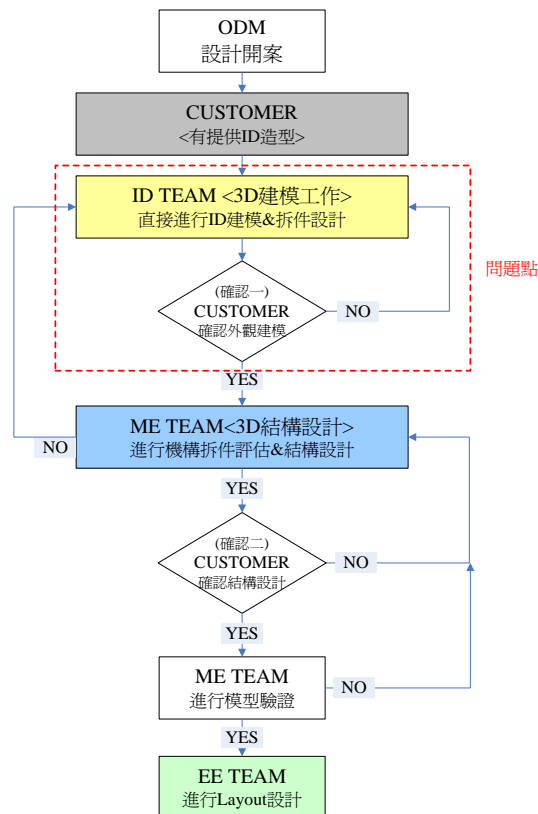 ODM
設計開案
CUSTOMER
<有提供ID造型>
ID TEAM <3D建模工作>
直接進行ID建模&拆件設計
問題點
(確認一)
CUSTOMER
確認外觀建模
NO
YES
ME TEAM<3D結構設計>
進行機構拆件評估&結構設計
NO
YES
(確認二)
CUSTOMER
確認結構設計
NO
YES
ME TEAM
進行模型驗證
NO
YES
EE TEAM
進行Layout設計